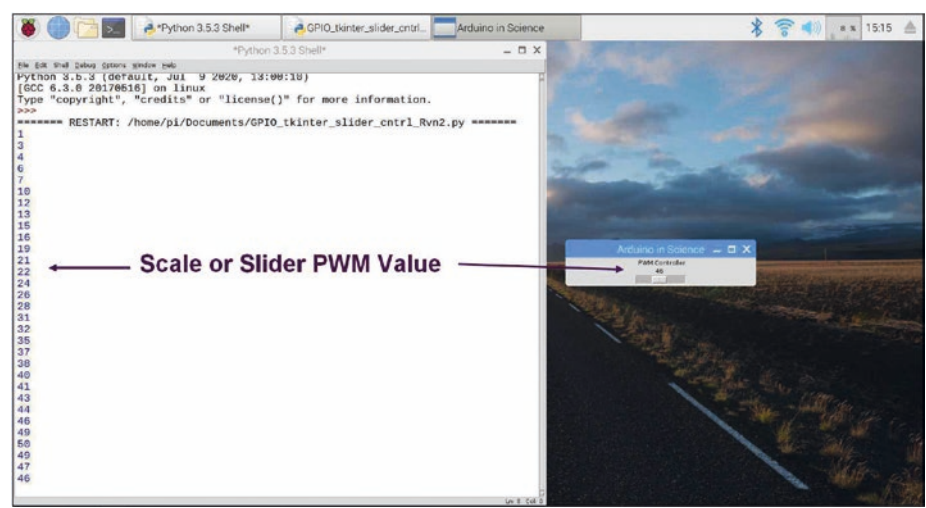 *Python 3.5.3 Shell*
GPIO_tkinter_slider_cntrl...
Arduino in Science
15:15
*Python 3.5.3 Shell*
File Edit Shell Debug Options Window Help
Python 3.5.3 (default, Jul 9 2020, 13:00:10)
[GCC 6.3.0 20170516] on linux
Type "copyright", "credits" or "license()" for more information.
>>>
======= RESTART: /home/pi/Documents/GPIO_tkinter_slider_cntrl_Rvn2.py =======
1
3
4
6
7
10
12
13
15
16
19
21
22
24
26
28
31
32
35
37
38
40
41
43
44
46
49
50
49
47
46
Scale or Slider PWM Value
Arduino in Science
PWM Controller
46